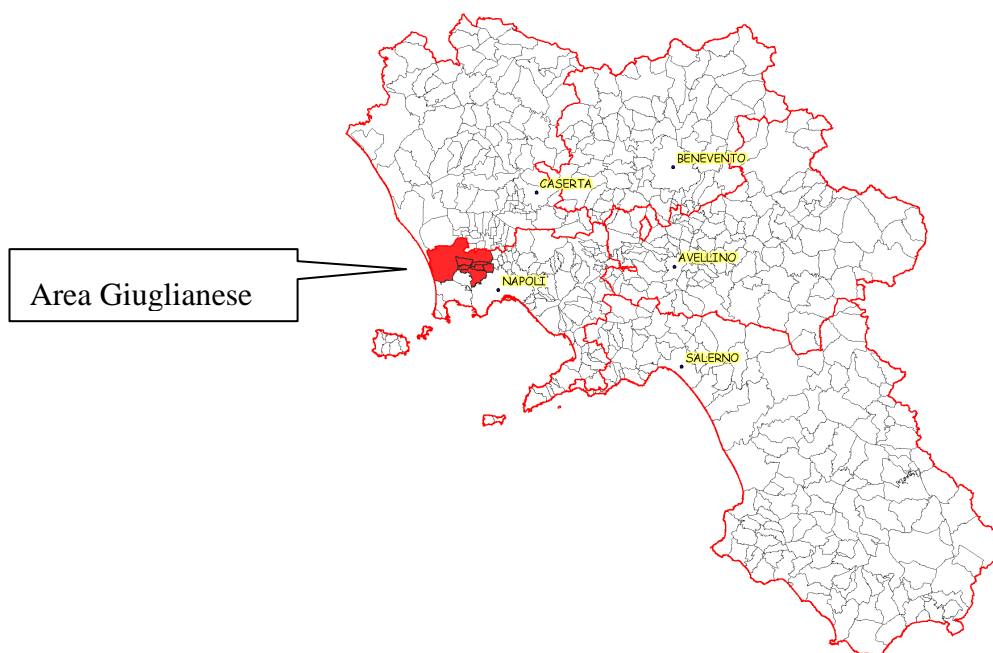 BENEVENTO
CASERTA
AVELLINO
Area Giuglianese
NAPOLI
SALERNO